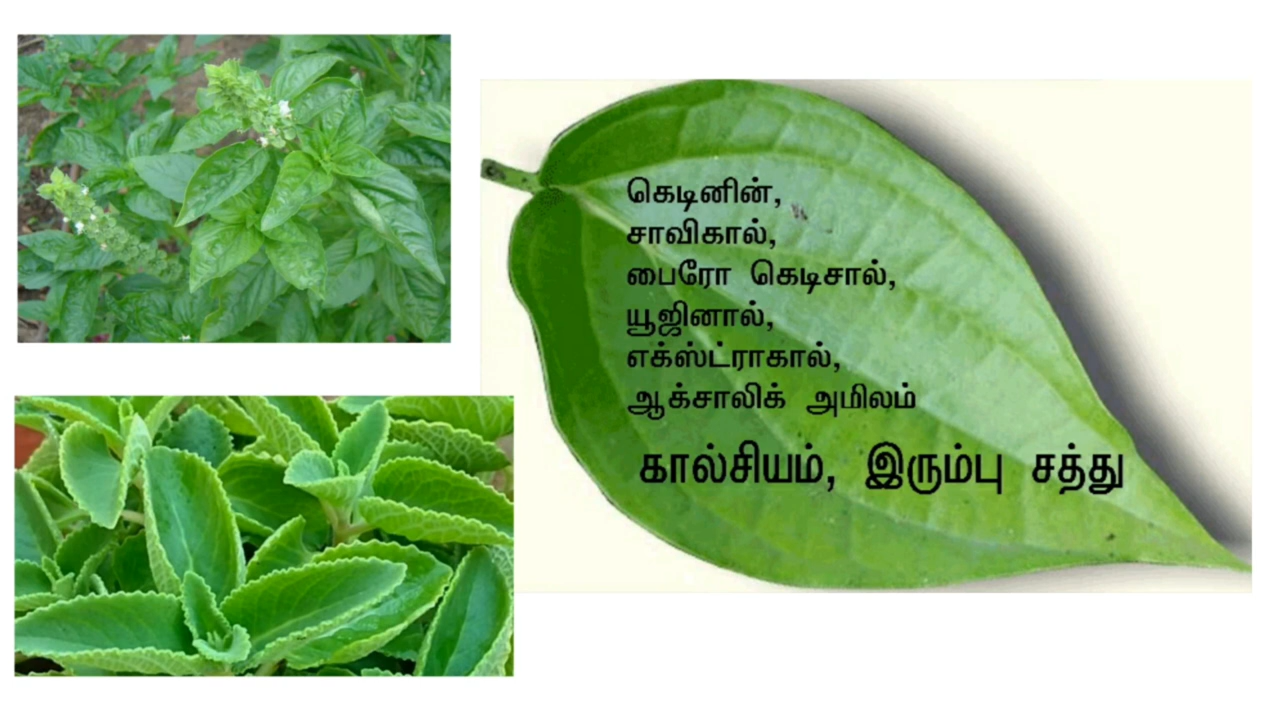 கெடினின்,
சாவிகால்,
பைரோ கெடிசால்,
யூஜினால்,
எக்ஸ்ட்ராகால்,
ஆக்சாலிக் அமிலம்
கால்சியம், இரும்பு சத்து